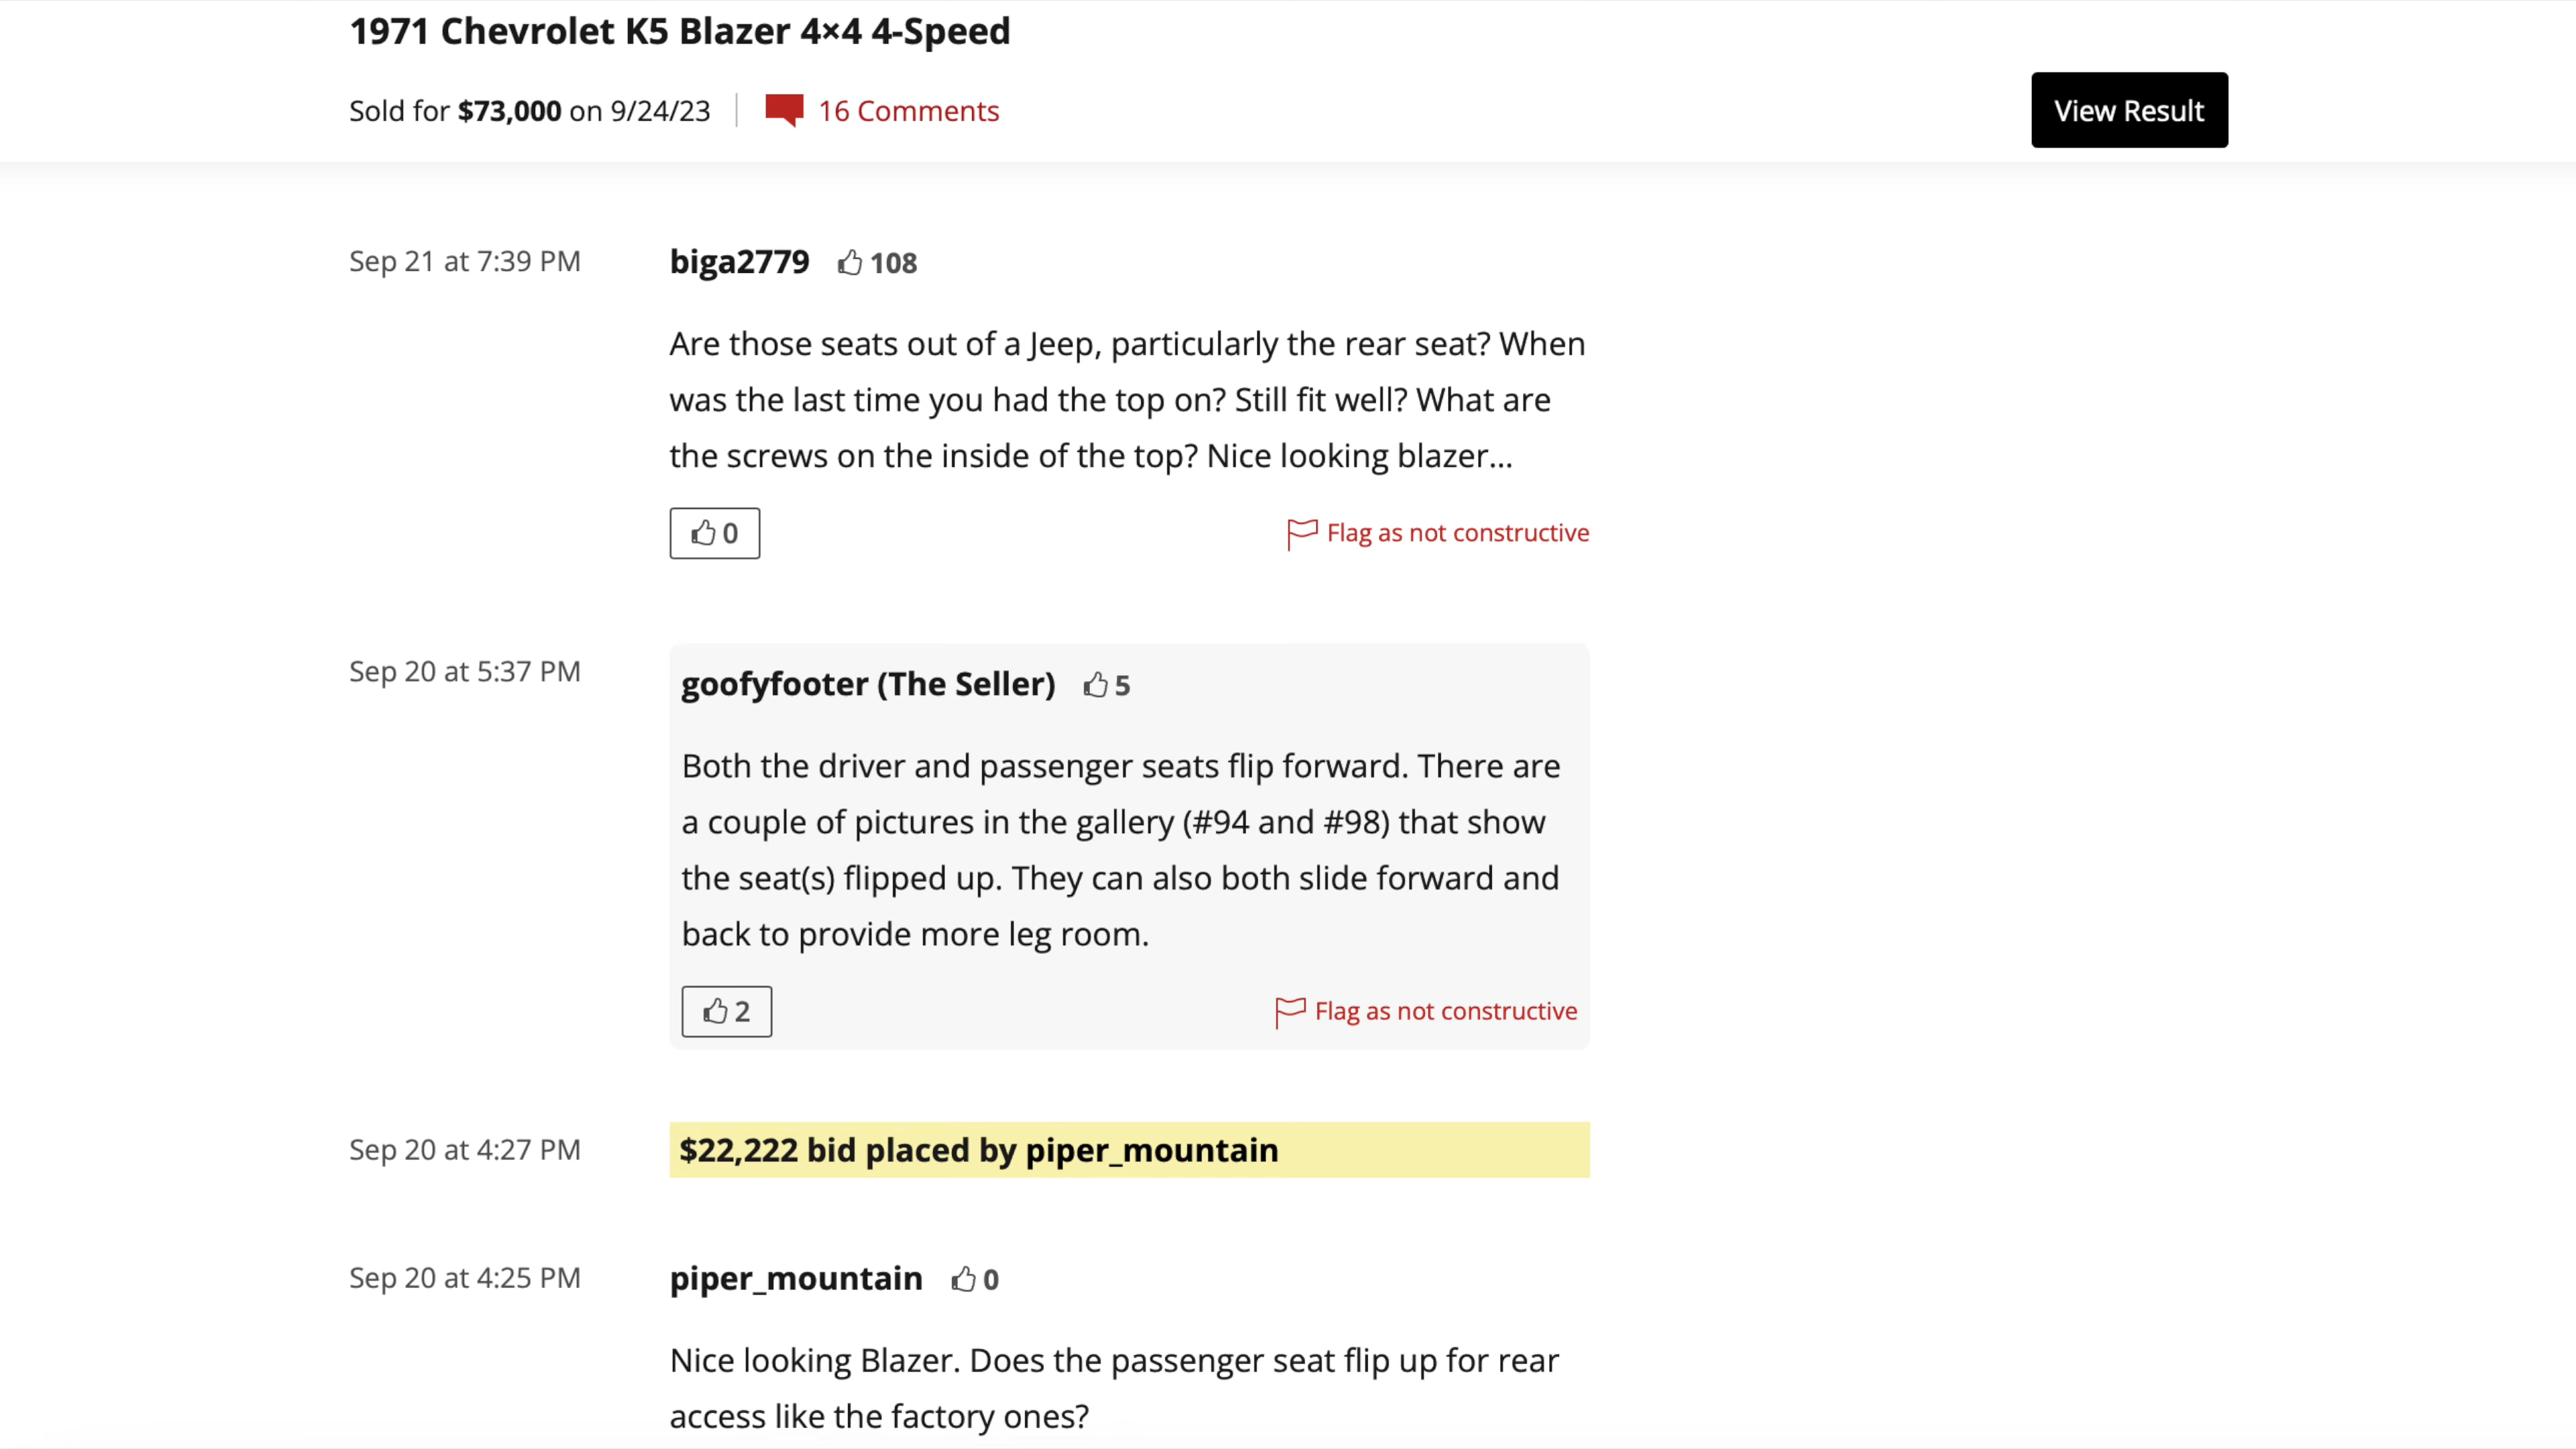 1971 Chevrolet K5 Blazer 4×4 4-Speed
Sold for $73,000 on 9/24/23
16 Comments
View Result
Sep 21 at 7:39 PM
biga2779 108
Are those seats out of a Jeep, particularly the rear seat? When
was the last time you had the top on? Still fit well? What are
the screws on the inside of the top? Nice looking blazer...
0
Flag as not constructive
Sep 20 at 5:37 PM
goofyfooter (The Seller) 5
Both the driver and passenger seats flip forward. There are
a couple of pictures in the gallery (#94 and #98) that show
the seat(s) flipped up. They can also both slide forward and
back to provide more leg room.
2
Flag as not constructive
Sep 20 at 4:27 PM
$22,222 bid placed by piper_mountain
Sep 20 at 4:25 PM
piper_mountain 0
Nice looking Blazer. Does the passenger seat flip up for rear
access like the factory ones?